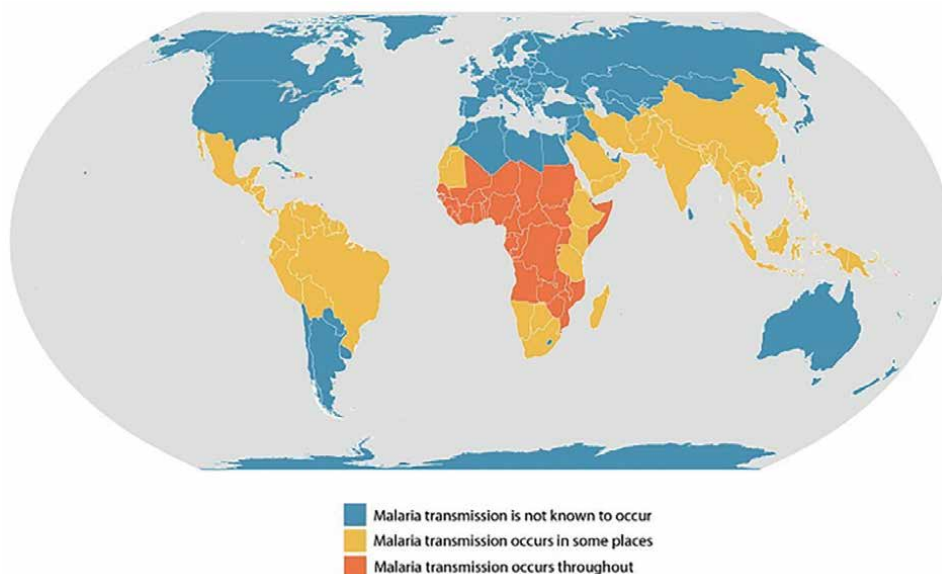 Malaria transmission is not known to occur
Malaria transmission occurs in some places
Malaria transmission occurs throughout